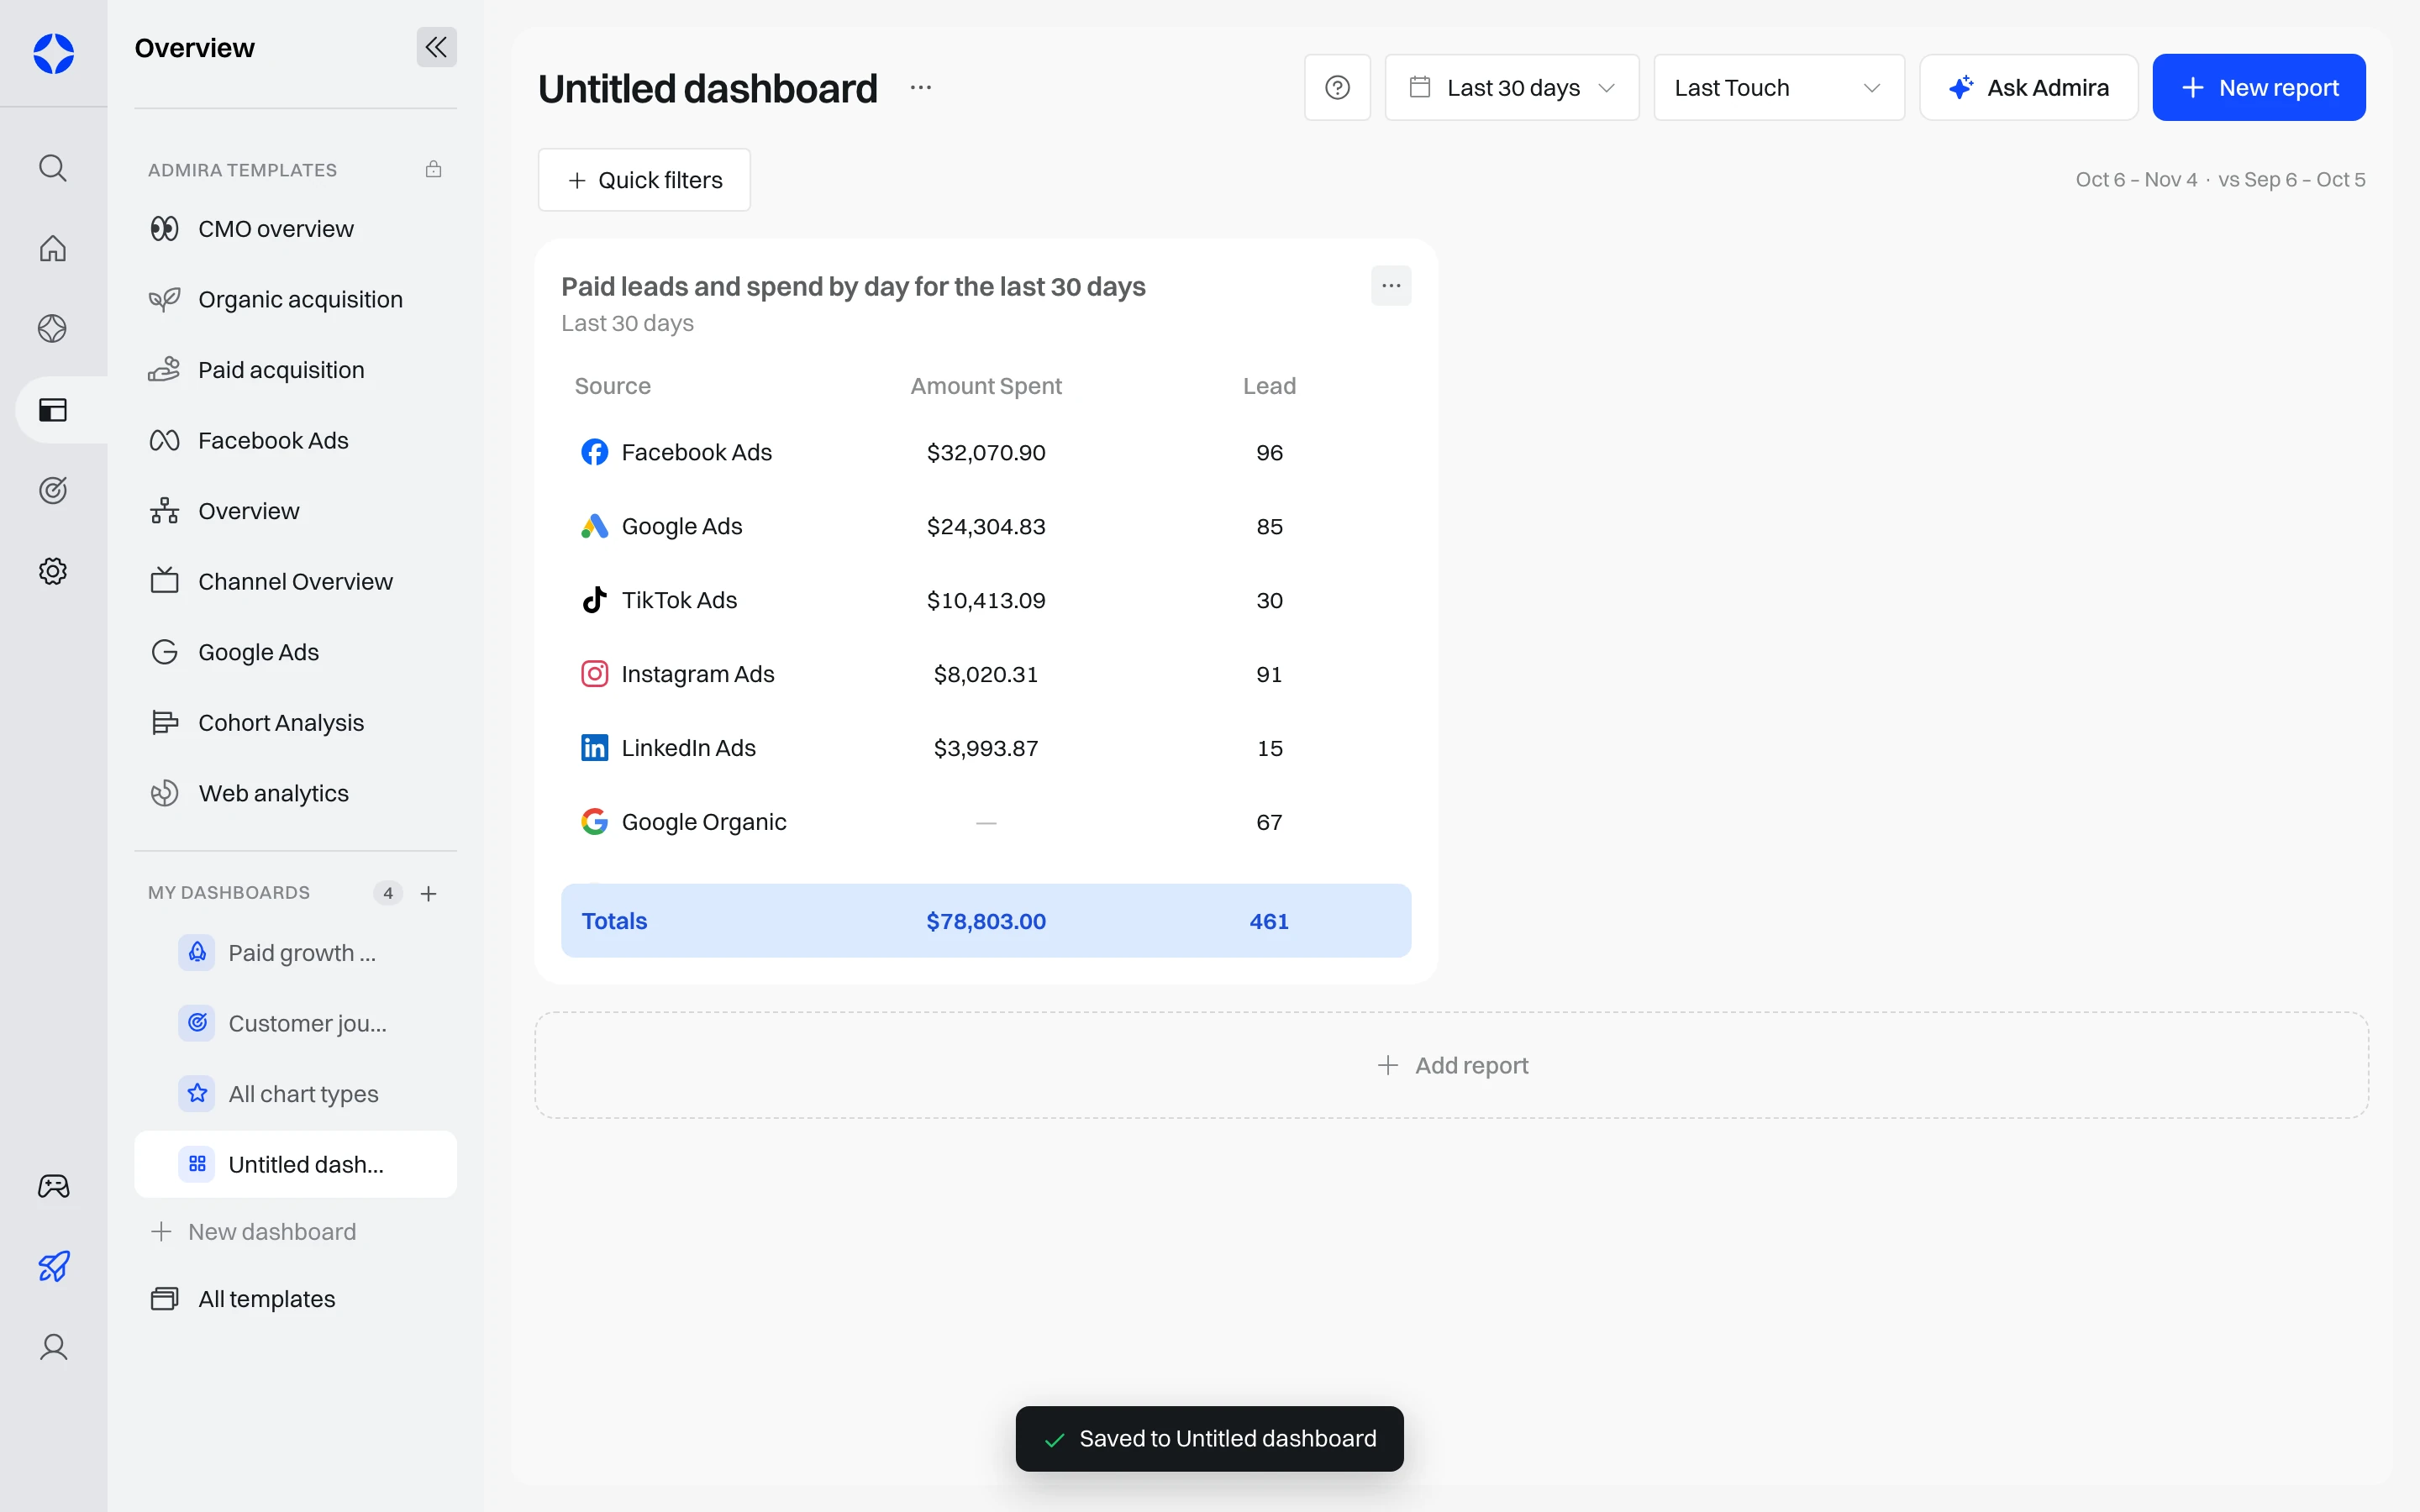 Overview
ADMIRA TEMPLATES
CMO overview
Organic acquisition
Paid acquisition
Facebook Ads
Overview
Channel Overview
Google Ads
Cohort Analysis
Web analytics
MY DASHBOARDS 4
Paid growth ...
Customer jou...
All chart types
Untitled dash...
New dashboard
All templates
Untitled dashboard
Last 30 days
Last Touch
Ask Admira
New report
Quick filters
Oct 6 – Nov 4 · vs Sep 6 – Oct 5
Paid leads and spend by day for the last 30 days
Last 30 days
Source Amount Spent Lead
Facebook Ads $32,070.90 96
Google Ads $24,304.83 85
TikTok Ads $10,413.09 30
Instagram Ads $8,020.31 91
LinkedIn Ads $3,993.87 15
Google Organic — 67
Totals $78,803.00 461
Add report
Saved to Untitled dashboard